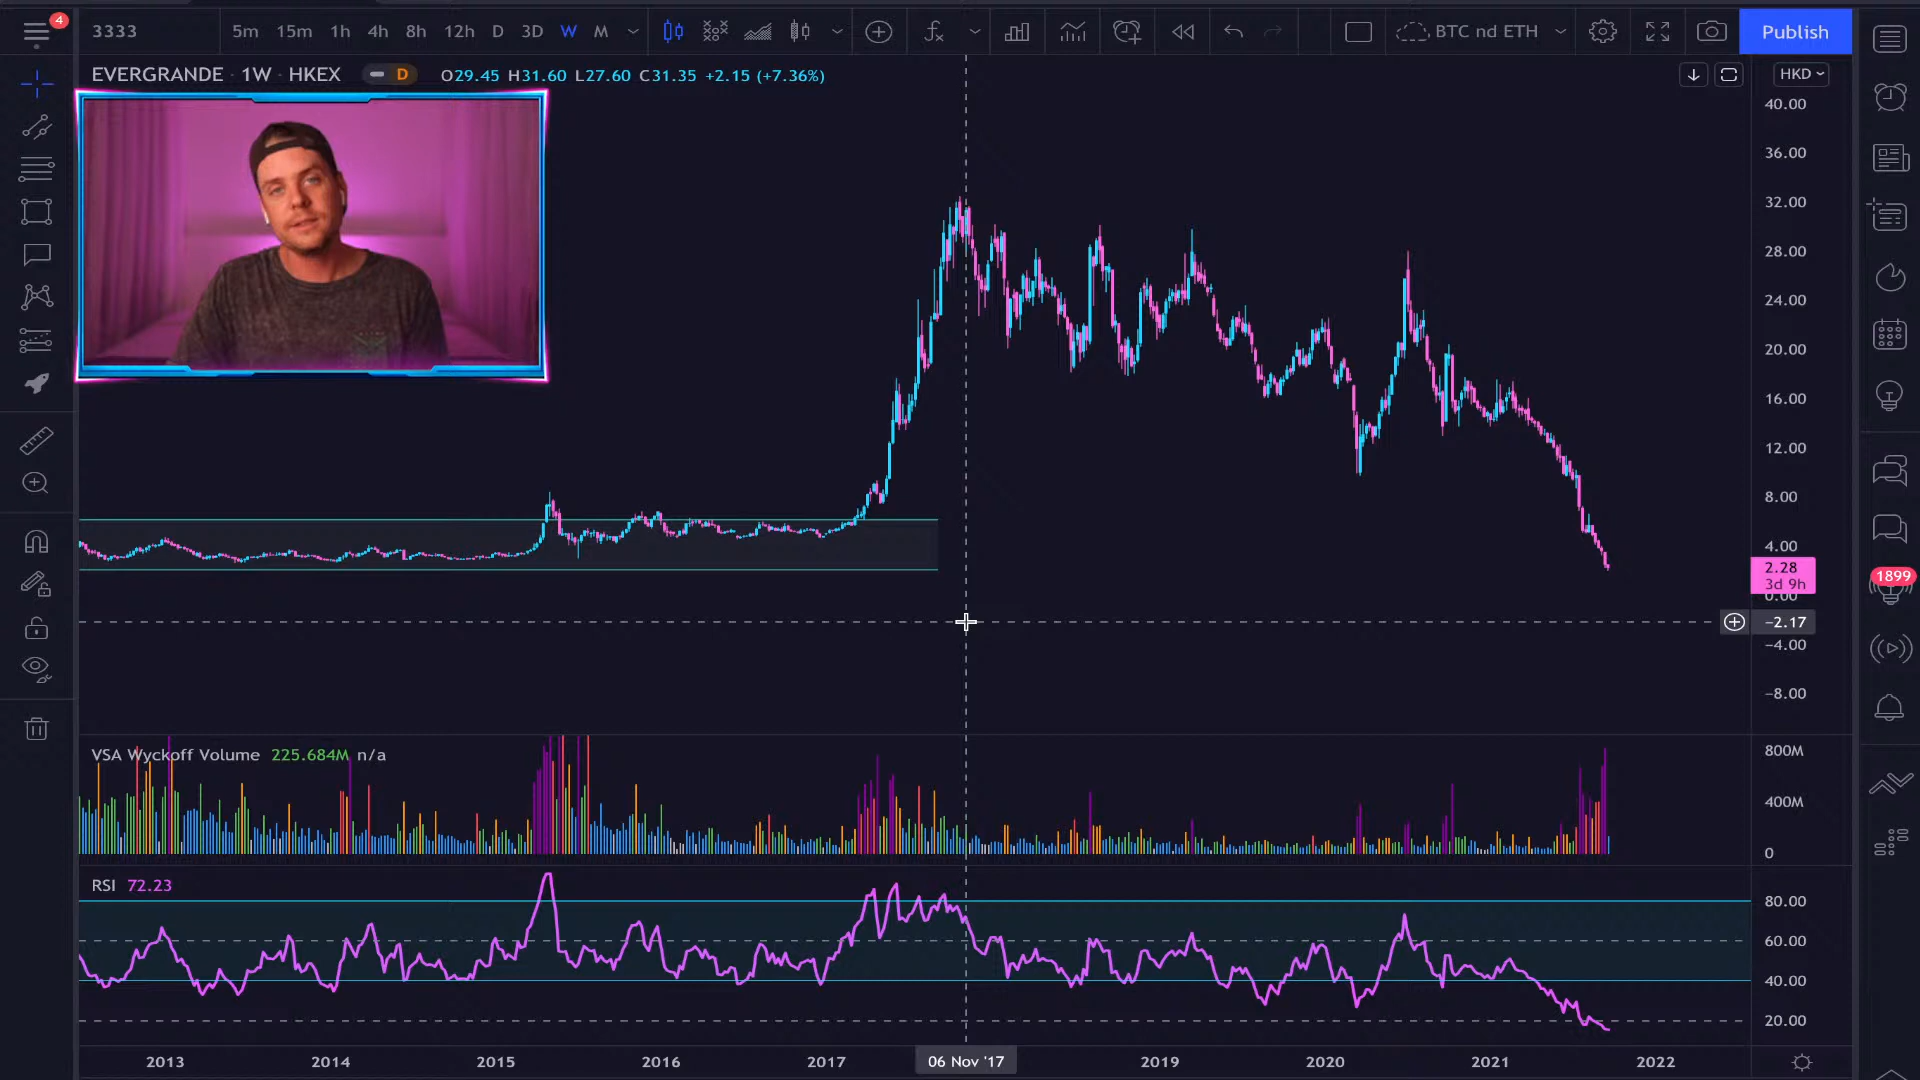 4
3333
5m 15m 1h 4h 8h 12h D 3D W M
BTC nd ETH
Publish
EVERGRANDE · 1W · HKEX
D
O29.45 H31.60 L27.60 C31.35 +2.15 (+7.36%)
HKD
40.00
36.00
32.00
28.00
24.00
20.00
16.00
12.00
8.00
4.00
2.28
3d 9h
0.00
1899
−2.17
−4.00
−8.00
VSA Wyckoff Volume 225.684M n/a
800M
400M
0
RSI 72.23
80.00
60.00
40.00
20.00
2013 2014 2015 2016 2017 06 Nov '17 2019 2020 2021 2022